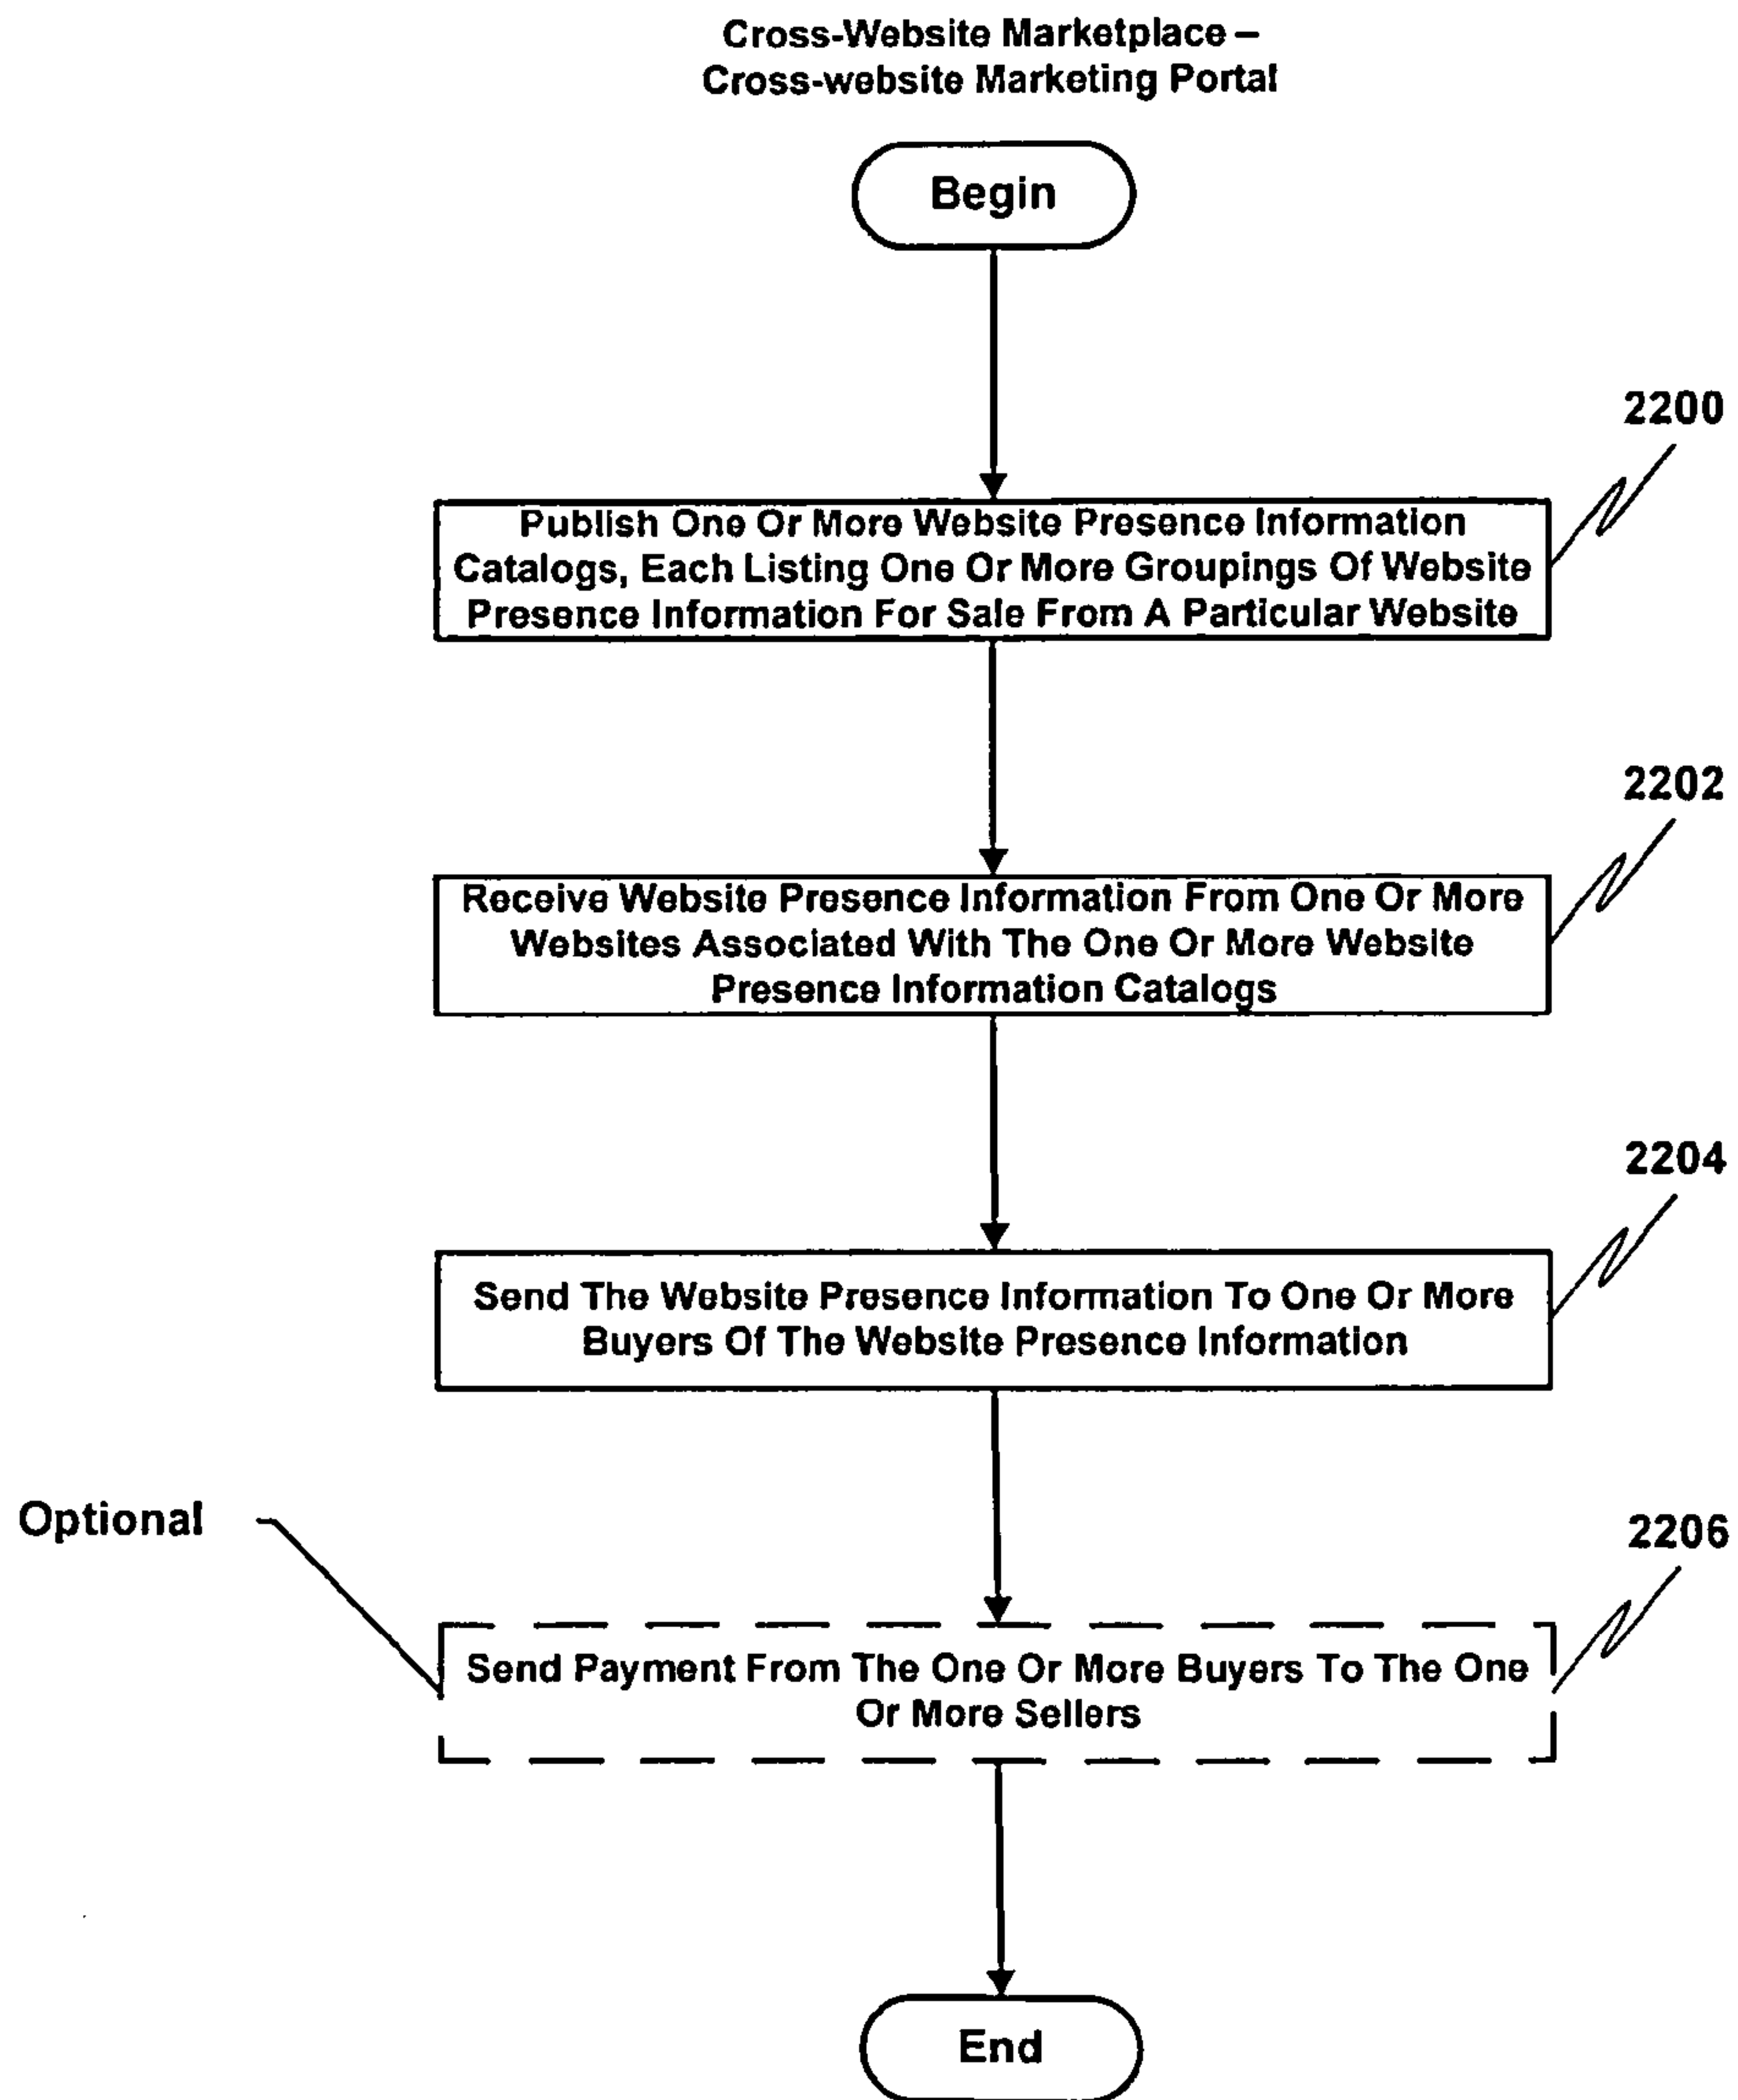 Cross-Website Marketplace –
Cross-website Marketing Portal
Begin
2200
Publish One Or More Website Presence Information
Catalogs, Each Listing One Or More Groupings Of Website
Presence Information For Sale From A Particular Website
2202
Receive Website Presence Information From One Or More
Websites Associated With The One Or More Website
Presence Information Catalogs
2204
Send The Website Presence Information To One Or More
Buyers Of The Website Presence Information
Optional
2206
Send Payment From The One Or More Buyers To The One
Or More Sellers
End